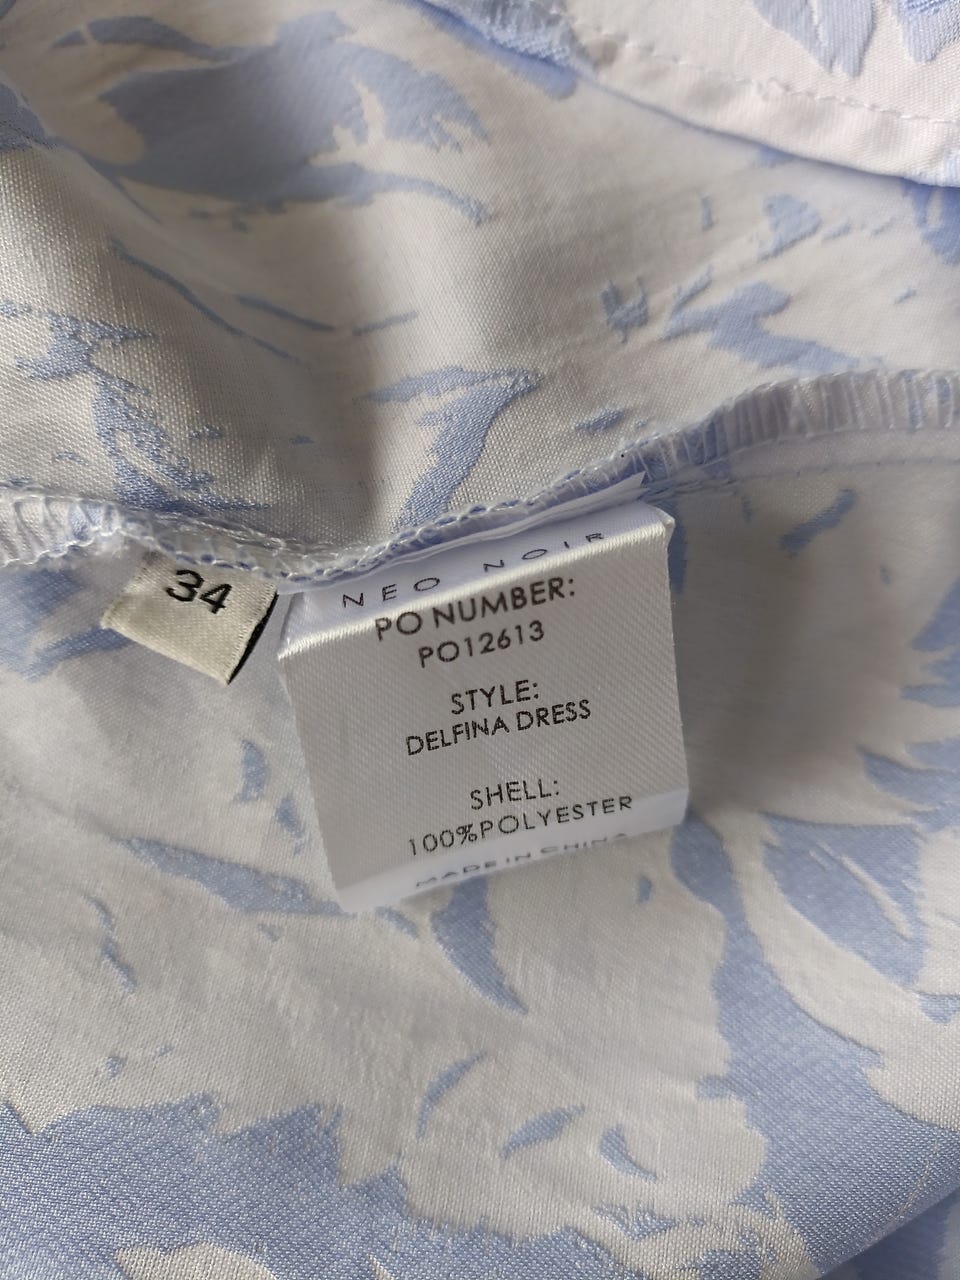 34
NEO NOIR
PO NUMBER:
PO12613
STYLE:
DELFINA DRESS
SHELL:
100%POLYESTER
MADE IN CHINA